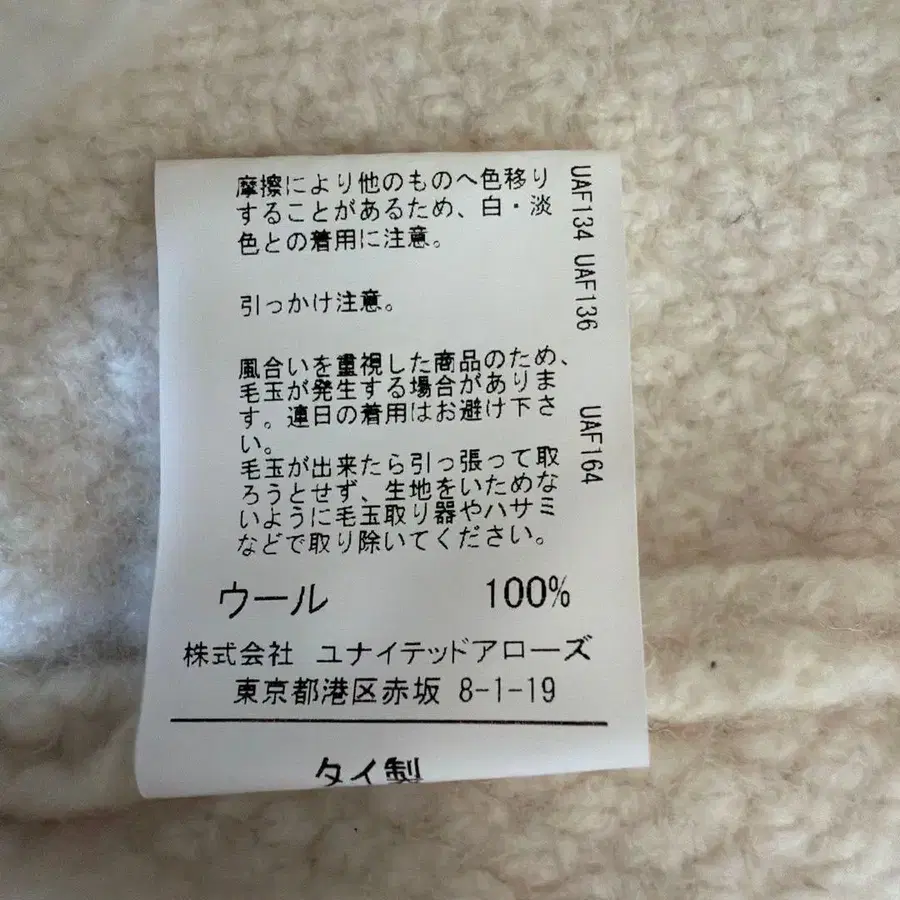 摩擦により他のものへ色移り
することがあるため、白・淡
色との着用に注意。
引っかけ注意。
風合いを重視した商品のため、
毛玉が発生する場合がありま
す。連日の着用はお避け下さ
い。
毛玉が出来たら引っ張って取
ろうとせず、生地をいためな
いように毛玉取り器やハサミ
などで取り除いてください。
ウール 100%
株式会社 ユナイテッドアローズ
東京都港区赤坂 8-1-19
タイ製
UAF134 UAF136
UAF164